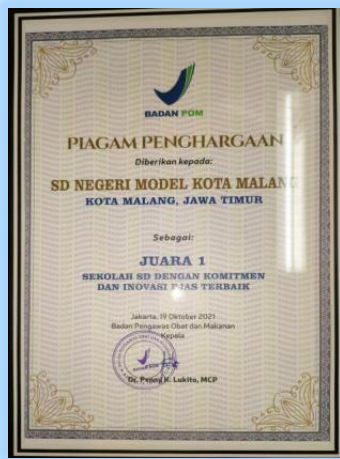 BADAN POM
PIAGAM PENGHARGAAN
Diberikan kepada:
SD NEGERI MODEL KOTA MALANG
KOTA MALANG, JAWA TIMUR
Sebagai:
JUARA 1
SEKOLAH SD DENGAN KOMITMEN
DAN INOVASI PJAS TERBAIK
Jakarta, 19 Oktober 2021
Badan Pengawas Obat dan Makanan
Kepala
Dr. Penny K. Lukito, MCP